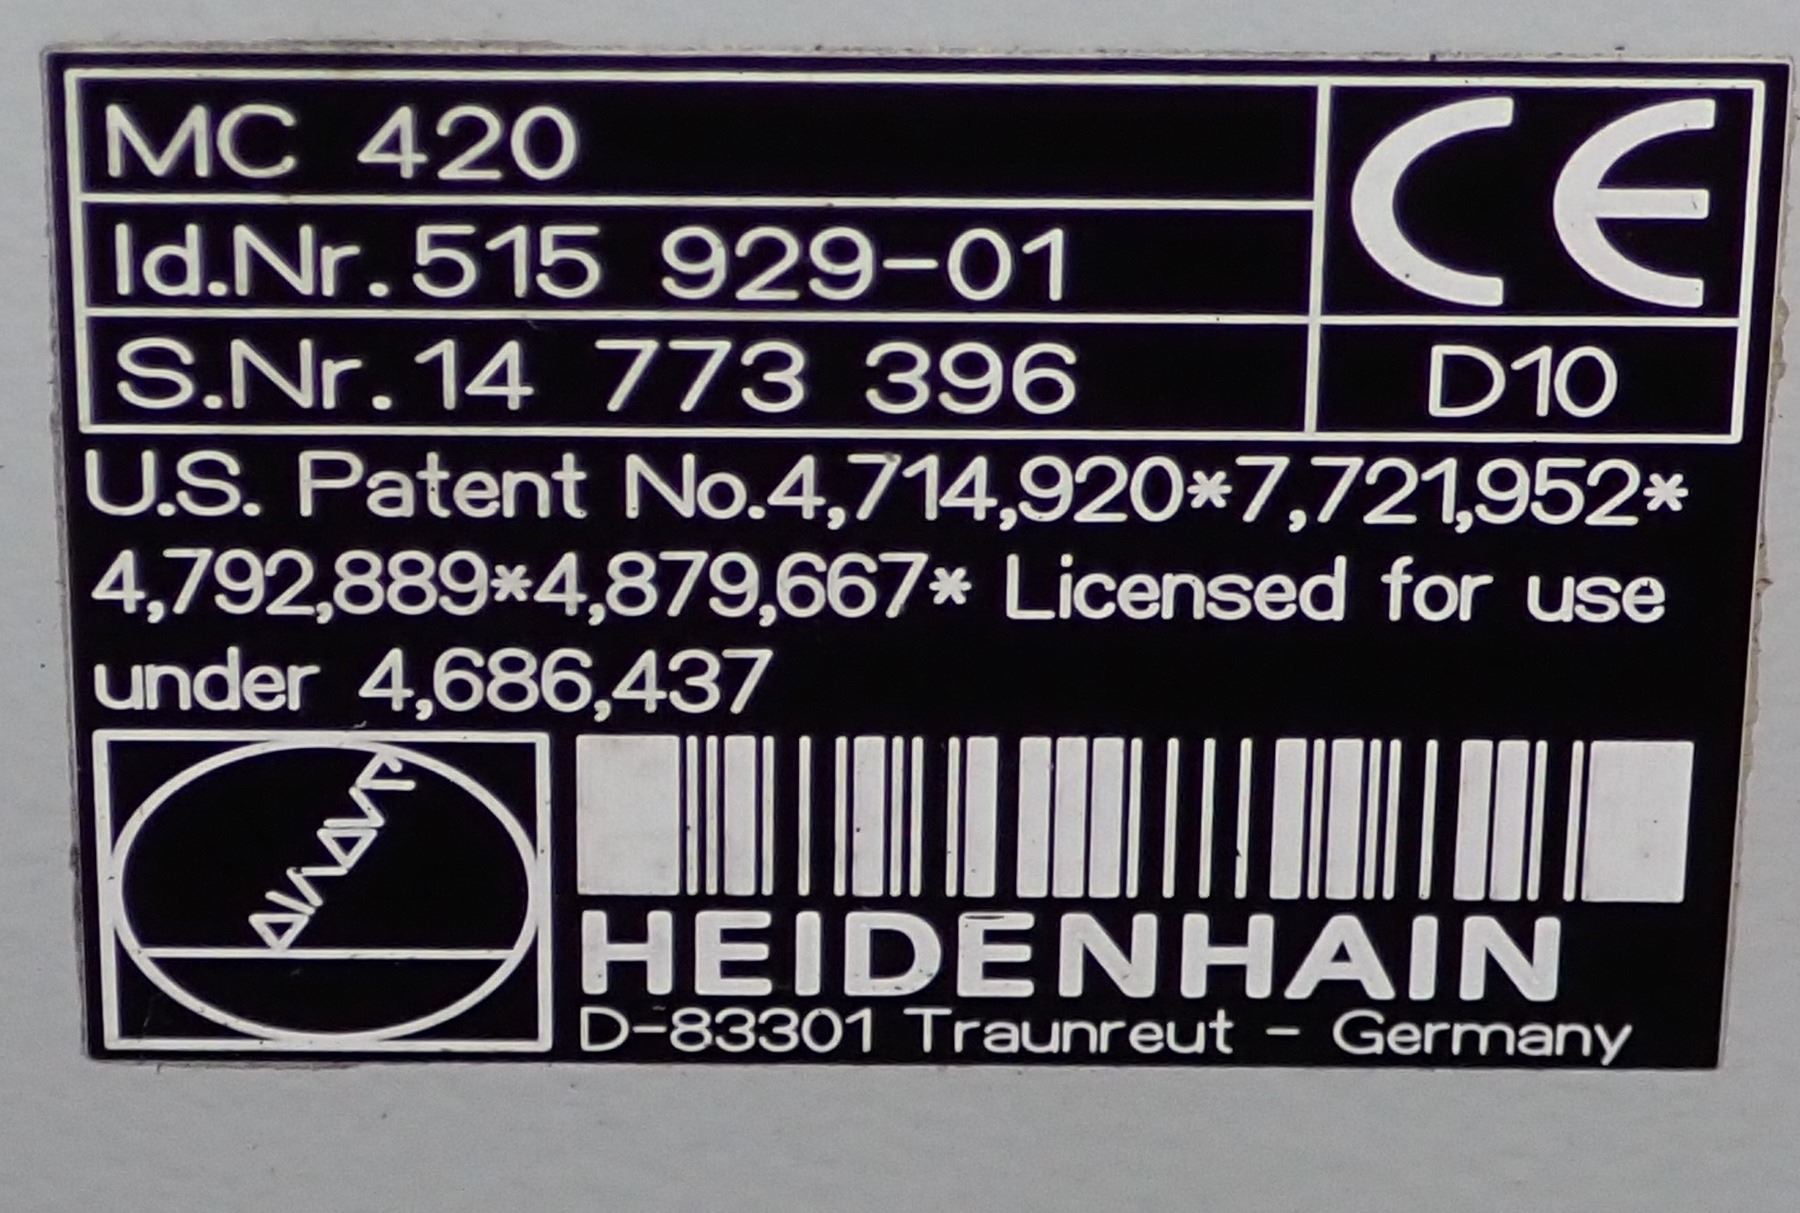 MC 420
Id.Nr. 515 929-01
S.Nr. 14 773 396
CE
D10
U.S. Patent No.4,714,920*7,721,952*
4,792,889*4,879,667* Licensed for use
under 4,686,437
HEIDENHAIN
D-83301 Traunreut - Germany